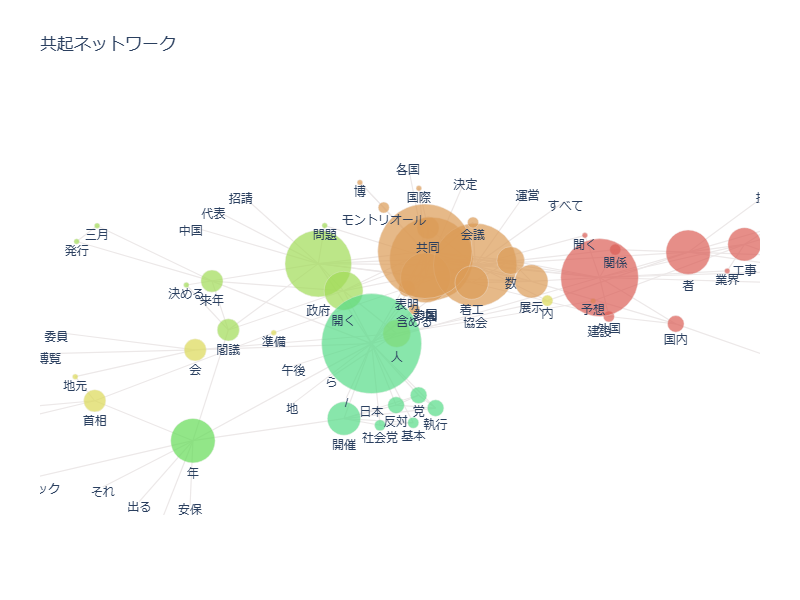 共起ネットワーク
各国
博
決定
国際
招請
運営
すべて
代表
モントリオール
中国
三月
問題
会議
発行
共同
聞く
関係
工事
業界
者
決める
来年
数
政府
表明
展示
着工
内
予想
開く
含める
協会
建設
外国
国内
委員
準備
閣議
博覧
人
会
午後
地元
ら
/
地
日本
党
首相
反対
執行
開催
社会党
基本
年
ック
それ
出る
安保